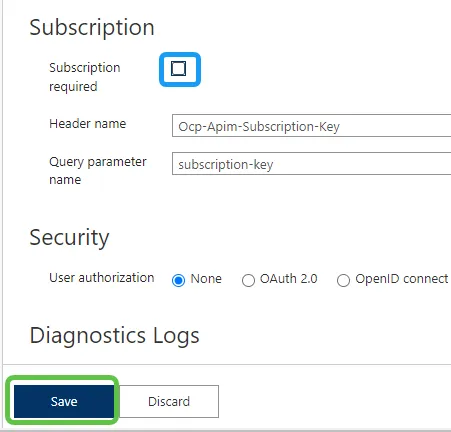 Subscription
Subscription
required
Header name
Ocp-Apim-Subscription-Key
Query parameter
name
subscription-key
Security
User authorization
None
OAuth 2.0
OpenID connect
Diagnostics Logs
Save
Discard